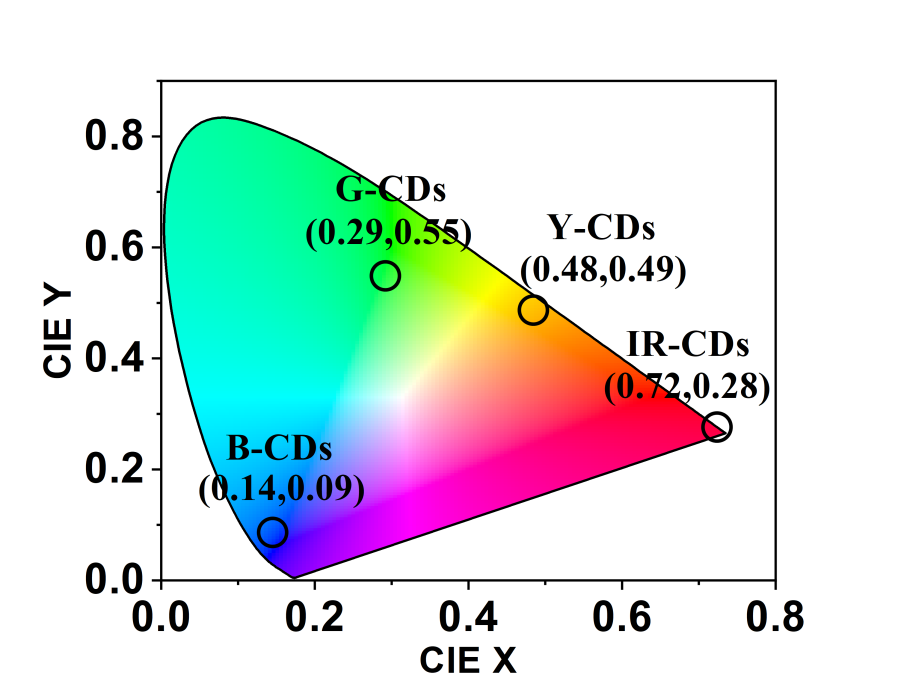 0.8
G-CDs
(0.29,0.55)
Y-CDs
(0.48,0.49)
0.6
IR-CDs
(0.72,0.28)
0.4
B-CDs
(0.14,0.09)
0.2
0.0
CIE Y
0.0 0.2 0.4 0.6 0.8
CIE X